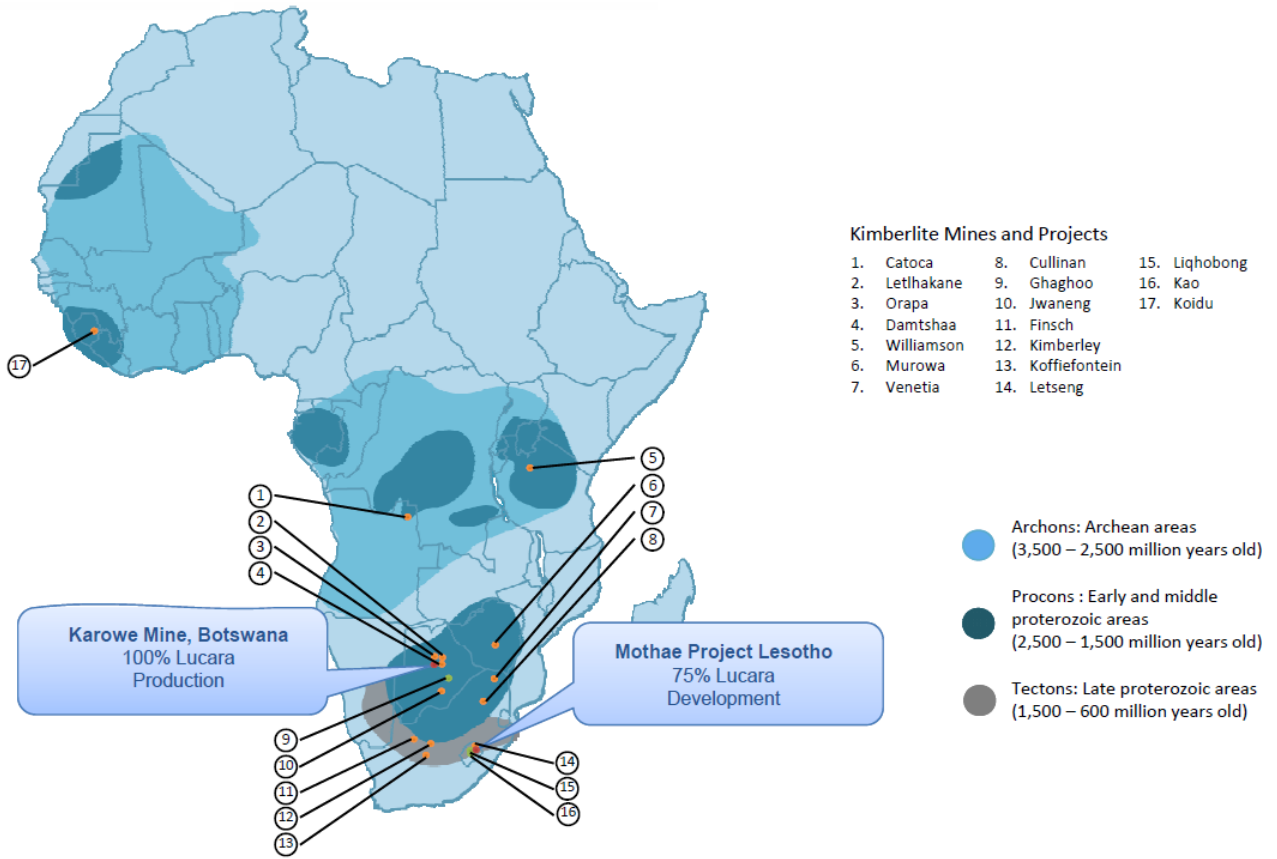 Kimberlite Mines and Projects
1. Catoca
2. Letlhakane
3. Orapa
4. Damtshaa
5. Williamson
6. Murowa
7. Venetia
8. Cullinan
9. Ghaghoo
10. Jwaneng
11. Finsch
12. Kimberley
13. Koffiefontein
14. Letseng
15. Liqhobong
16. Kao
17. Koidu
17
1
2
3
4
5
6
7
8
Karowe Mine, Botswana
100% Lucara
Production
Mothae Project Lesotho
75% Lucara
Development
9
10
11
12
13
14
15
16
Archons: Archean areas
(3,500 – 2,500 million years old)
Procons : Early and middle
proterozoic areas
(2,500 – 1,500 million years old)
Tectons: Late proterozoic areas
(1,500 – 600 million years old)